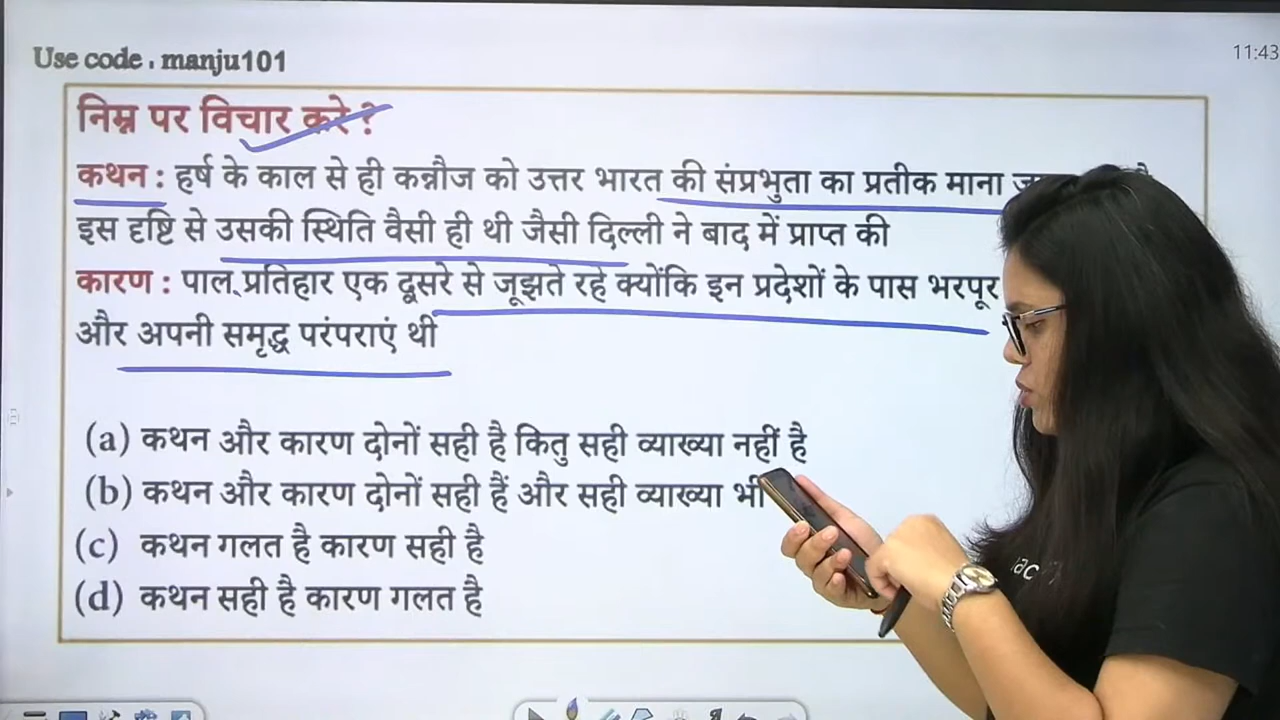 Use code . manju101
11:43
निम्न पर विचार करे ?
कथन : हर्ष के काल से ही कन्नौज को उत्तर भारत की संप्रभुता का प्रतीक माना
इस दृष्टि से उसकी स्थिति वैसी ही थी जैसी दिल्ली ने बाद में प्राप्त की
कारण : पाल प्रतिहार एक दूसरे से जूझते रहे क्योंकि इन प्रदेशों के पास भरपूर
और अपनी समृद्ध परंपराएं थी
(a) कथन और कारण दोनों सही है कितु सही व्याख्या नहीं है
(b) कथन और कारण दोनों सही हैं और सही व्याख्या भी
(c) कथन गलत है कारण सही है
(d) कथन सही है कारण गलत है